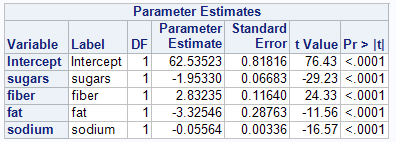 Parameter Estimates
Variable Label DF Parameter Estimate Standard Error t Value Pr > |t|
Intercept Intercept 1 62.53523 0.81816 76.43 <.0001
sugars sugars 1 -1.95330 0.06683 -29.23 <.0001
fiber fiber 1 2.83235 0.11640 24.33 <.0001
fat fat 1 -3.32546 0.28763 -11.56 <.0001
sodium sodium 1 -0.05564 0.00336 -16.57 <.0001